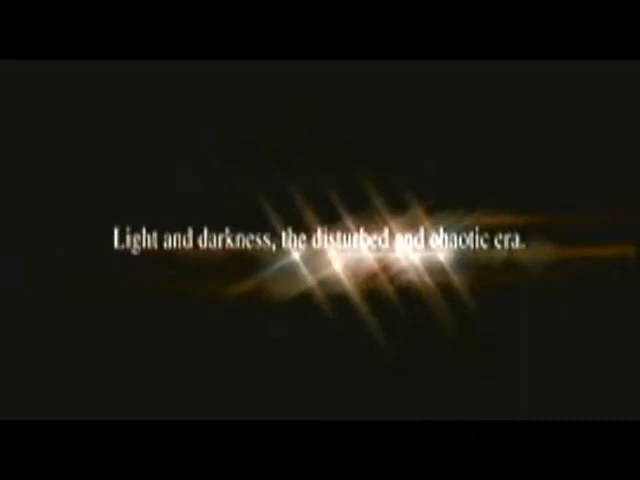 Light and darkness, the disturbed and chaotic era.